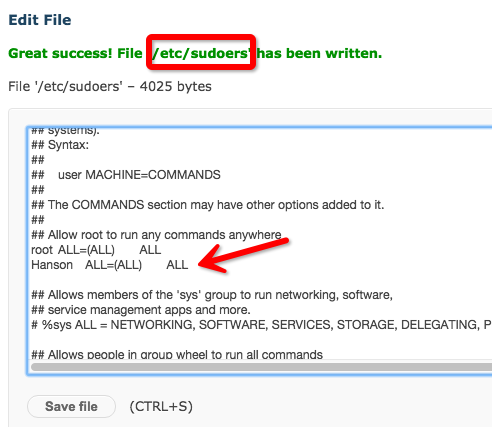 Edit File
Great success! File '/etc/sudoers' has been written.
File '/etc/sudoers' – 4025 bytes
## systems).
## Syntax:
##
##    user MACHINE=COMMANDS
##
## The COMMANDS section may have other options added to it.
##
## Allow root to run any commands anywhere
root  ALL=(ALL)       ALL
Hanson    ALL=(ALL)       ALL
## Allows members of the 'sys' group to run networking, software,
## service management apps and more.
# %sys ALL = NETWORKING, SOFTWARE, SERVICES, STORAGE, DELEGATING, P
## Allows people in group wheel to run all commands
Save file (CTRL+S)